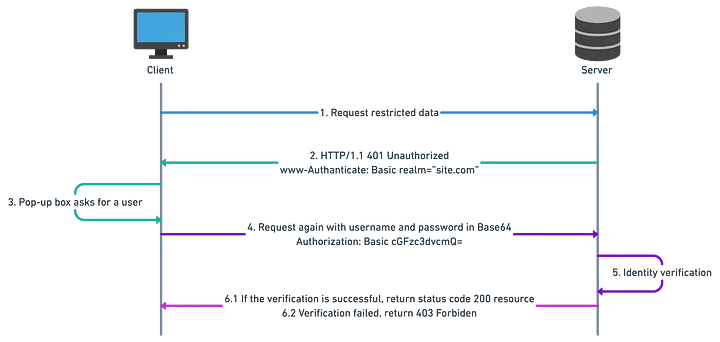 Client
Server
1. Request restricted data
2. HTTP/1.1 401 Unauthorized
www-Authanticate: Basic realm="site.com"
3. Pop-up box asks for a user
4. Request again with username and password in Base64
Authorization: Basic cGFzc3dvcmQ=
5. Identity verification
6.1 If the verification is successful, return status code 200 resource
6.2 Verification failed, return 403 Forbiden